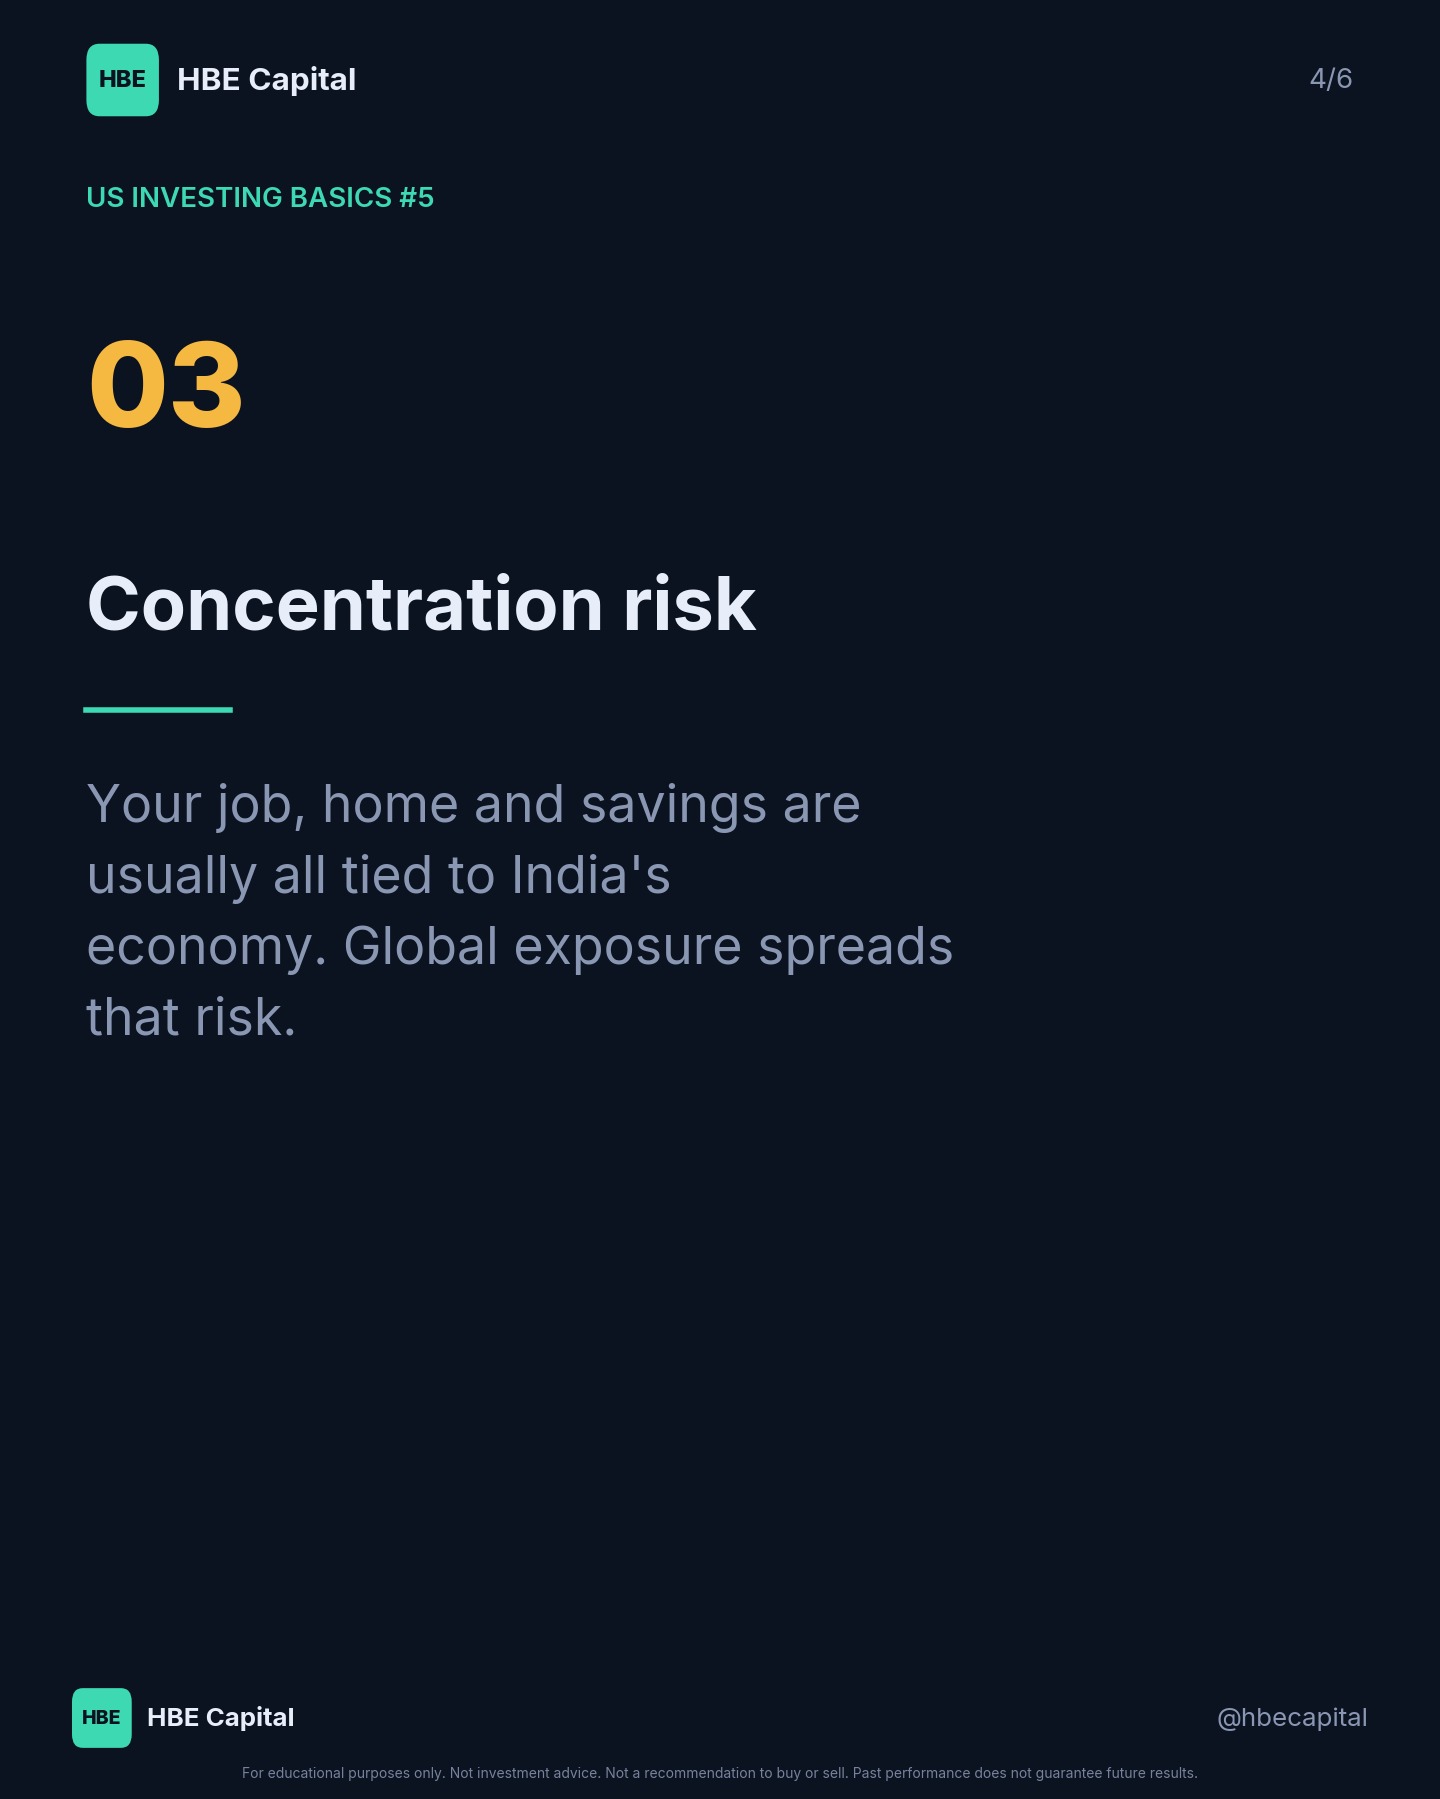 HBE HBE Capital 4/6
US INVESTING BASICS #5
03
Concentration risk
Your job, home and savings are
usually all tied to India's
economy. Global exposure spreads
that risk.
HBE HBE Capital @hbecapital
For educational purposes only. Not investment advice. Not a recommendation to buy or sell. Past performance does not guarantee future results.